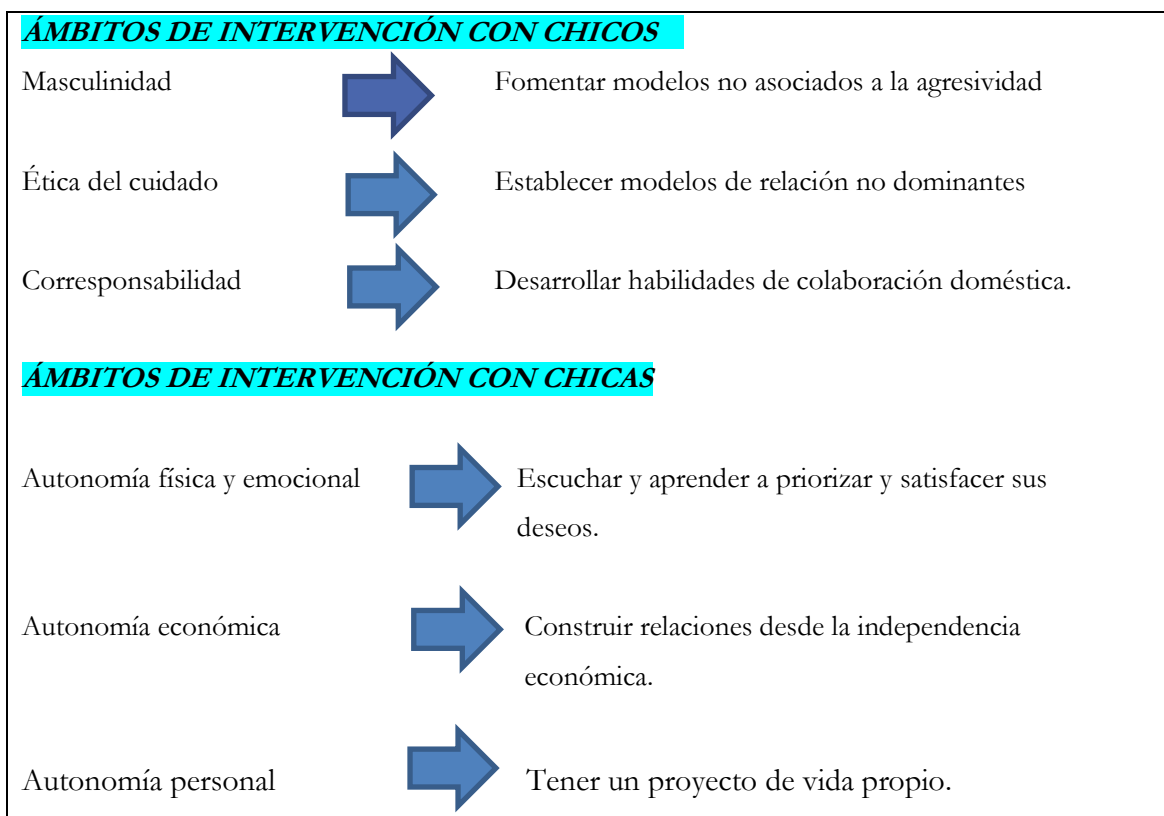 ÁMBITOS DE INTERVENCIÓN CON CHICOS
Masculinidad Fomentar modelos no asociados a la agresividad
Ética del cuidado Establecer modelos de relación no dominantes
Corresponsabilidad Desarrollar habilidades de colaboración doméstica.
ÁMBITOS DE INTERVENCIÓN CON CHICAS
Autonomía física y emocional Escuchar y aprender a priorizar y satisfacer sus
deseos.
Autonomía económica Construir relaciones desde la independencia
económica.
Autonomía personal Tener un proyecto de vida propio.